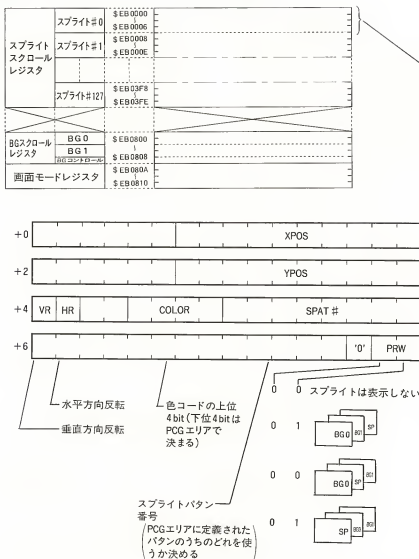 スプライト
スクロール
レジスタ
スプライト#0
$EB0000
$EB0006
スプライト#1
$EB0008
$EB000E
スプライト#127
$EB03F8
$EB03FE
BGスクロール
レジスタ
BG0
BG1
BGコントロール
$EB0800
$EB0808
画面モードレジスタ
$EB080A
$EB0810
+0 XPOS
+2 YPOS
+4 VR HR COLOR SPAT #
+6 '0' PRW
水平方向反転
垂直方向反転
色コードの上位
4bit(下位4bitは
PCGエリアで
決まる)
スプライトパタン
番号
(PCGエリアに定義された
パタンのうちのどれを使
うか決める
0 0 スプライトは表示しない
0 1 BG0 BG1 SP
0 0 BG0 SP BG1
0 1 SP BG0 BG1